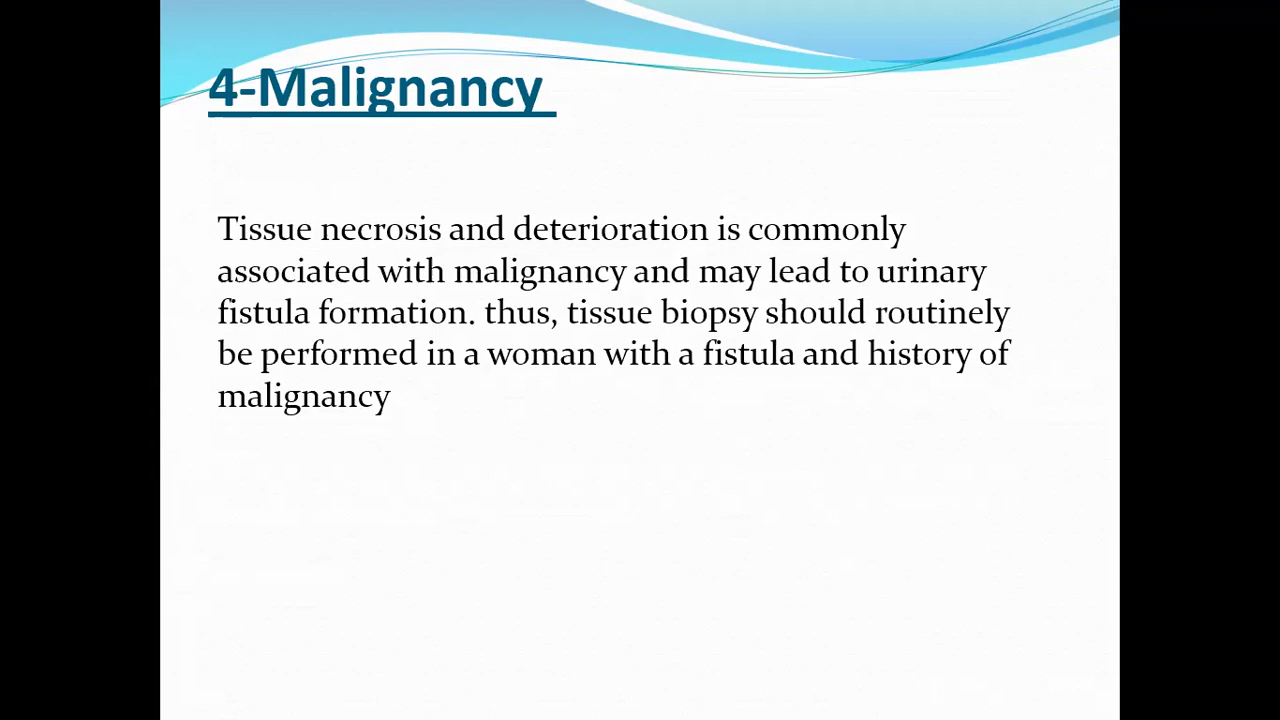 4-Malignancy
Tissue necrosis and deterioration is commonly
associated with malignancy and may lead to urinary
fistula formation. thus, tissue biopsy should routinely
be performed in a woman with a fistula and history of
malignancy